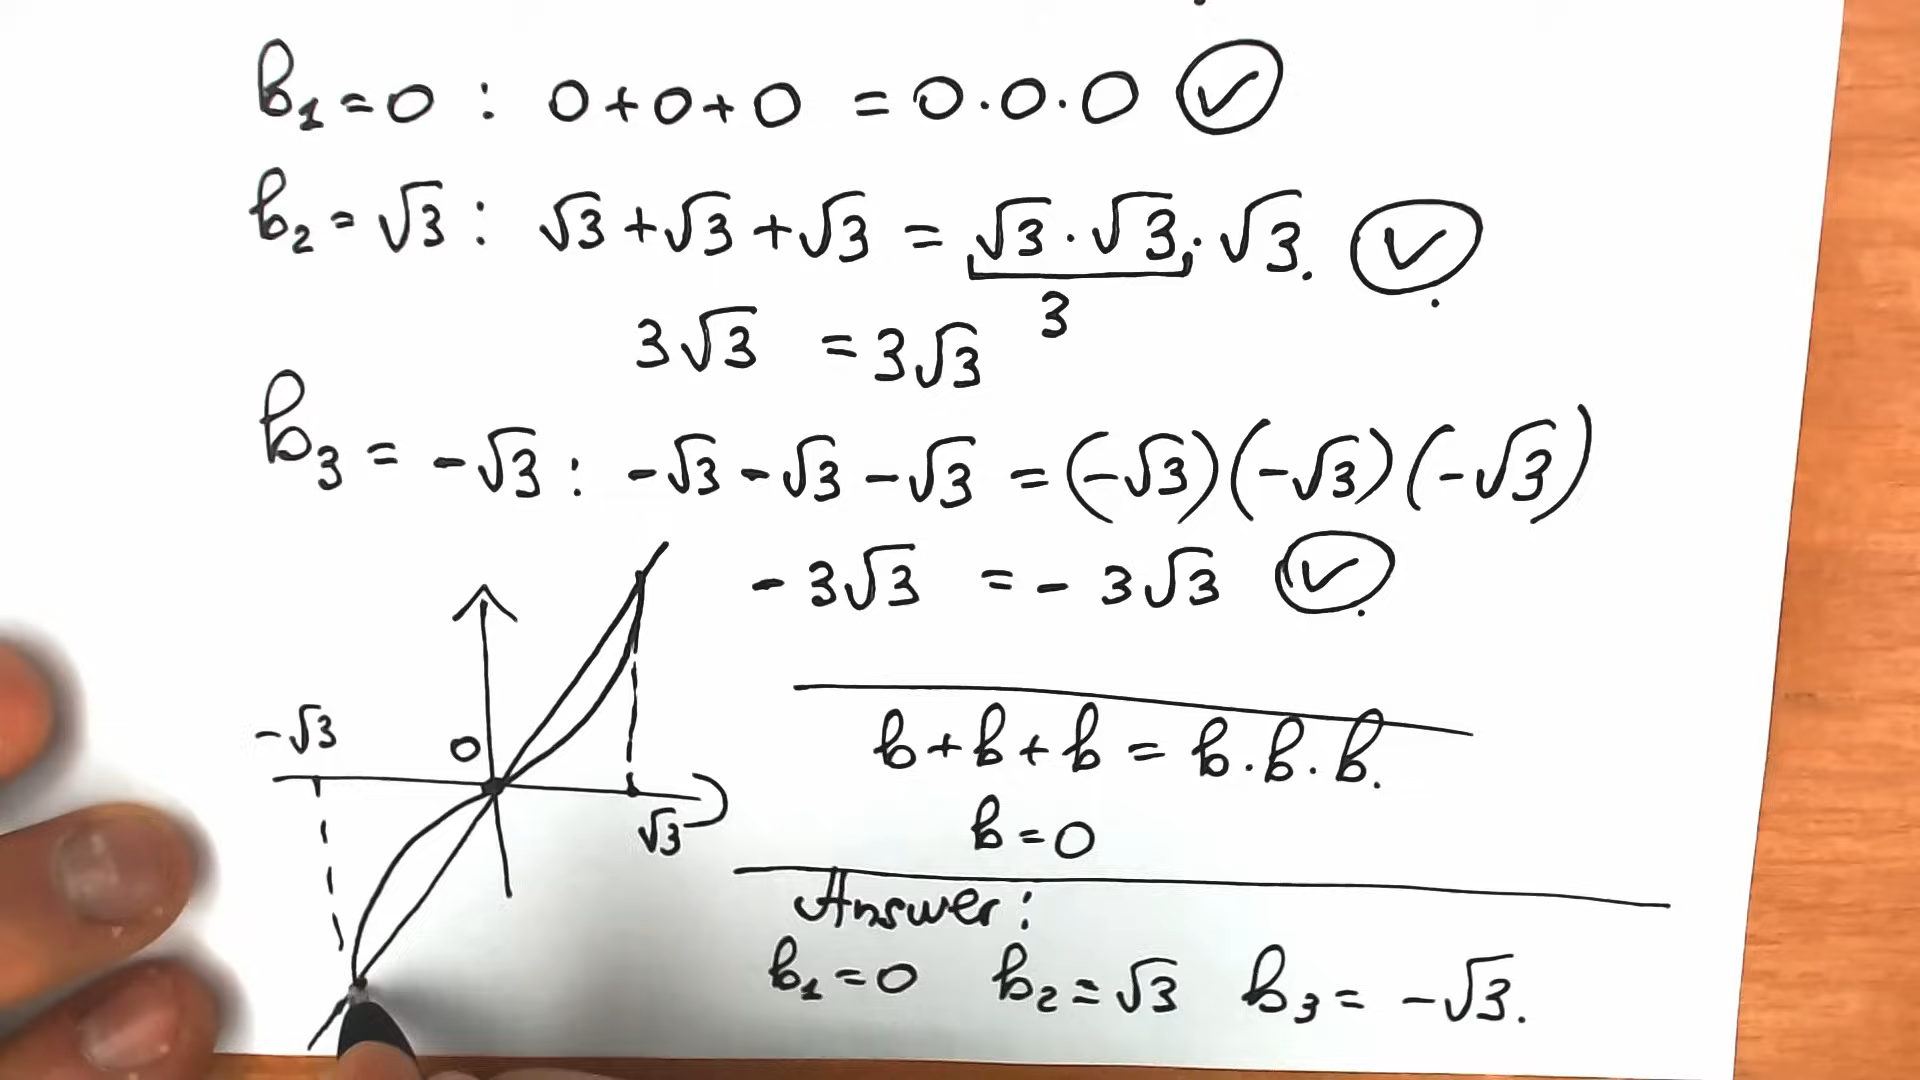 b₁ = 0 : 0 + 0 + 0 = 0 · 0 · 0 ✓
b₂ = √3 : √3 + √3 + √3 = √3 · √3 · √3. ✓
3
3√3 = 3√3
b₃ = -√3 : -√3 - √3 - √3 = (-√3)(-√3)(-√3)
-3√3 = -3√3 ✓
-√3
0
√3
b + b + b = b · b · b.
b = 0
Answer:
b₁ = 0 b₂ = √3 b₃ = -√3.